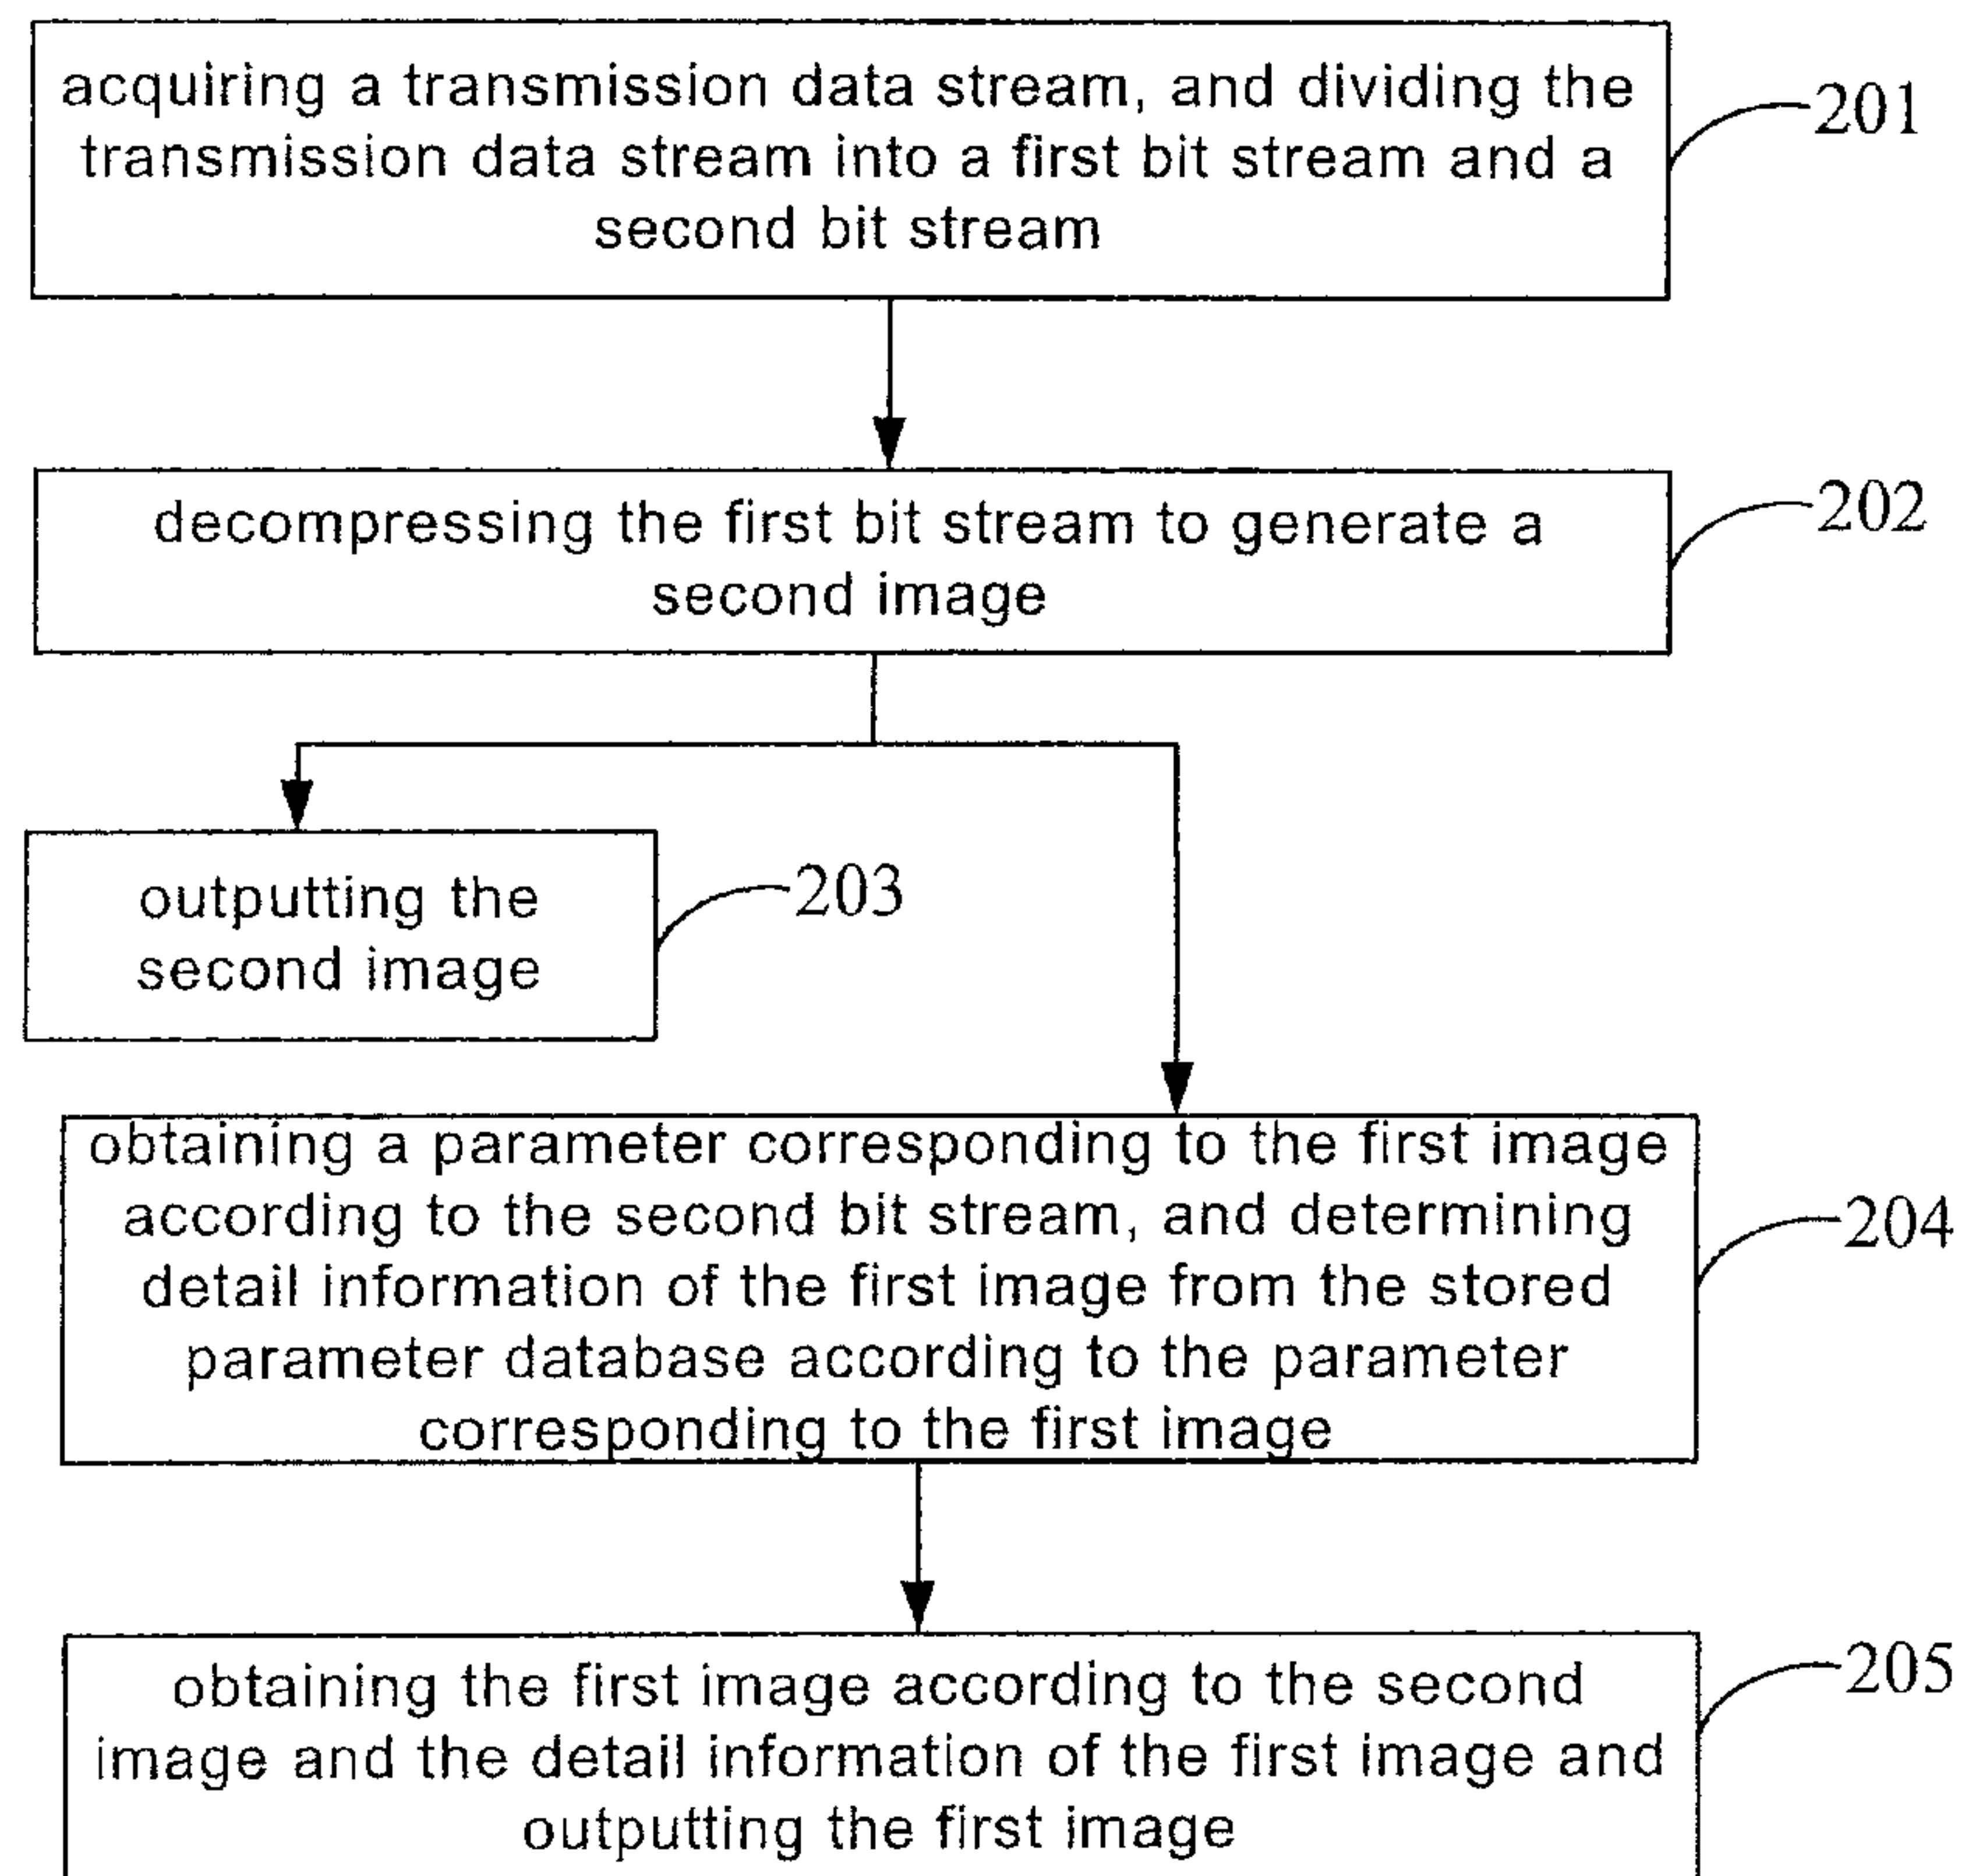 acquiring a transmission data stream, and dividing the
transmission data stream into a first bit stream and a
second bit stream
201
decompressing the first bit stream to generate a
second image
202
outputting the
second image
203
obtaining a parameter corresponding to the first image
according to the second bit stream, and determining
detail information of the first image from the stored
parameter database according to the parameter
corresponding to the first image
204
obtaining the first image according to the second
image and the detail information of the first image and
outputting the first image
205